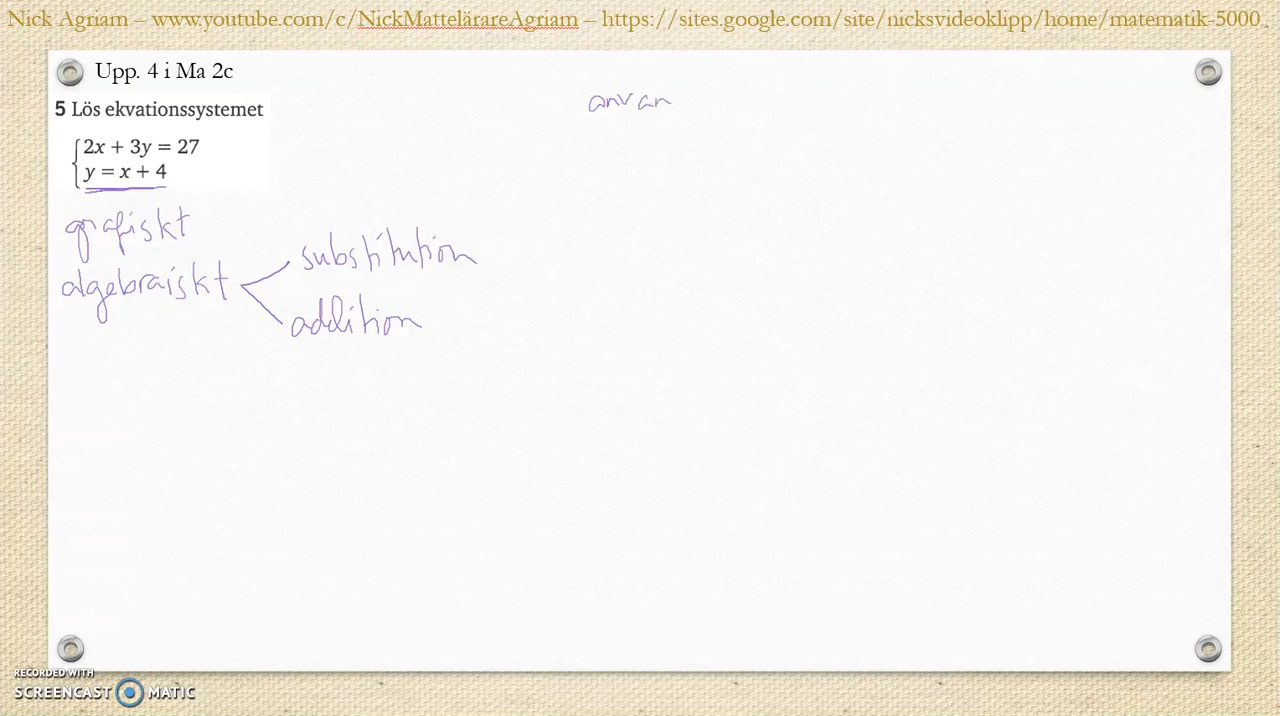 Nick Agriam – www.youtube.com/c/NickMattelärareAgriam – https://sites.google.com/site/nicksvideoklipp/home/matematik-5000
Upp. 4 i Ma 2c
5 Lös ekvationssystemet
2x + 3y = 27
y = x + 4
anvan
grafiskt
algebraiskt
substitution
addition
RECORDED WITH
SCREENCAST MATIC